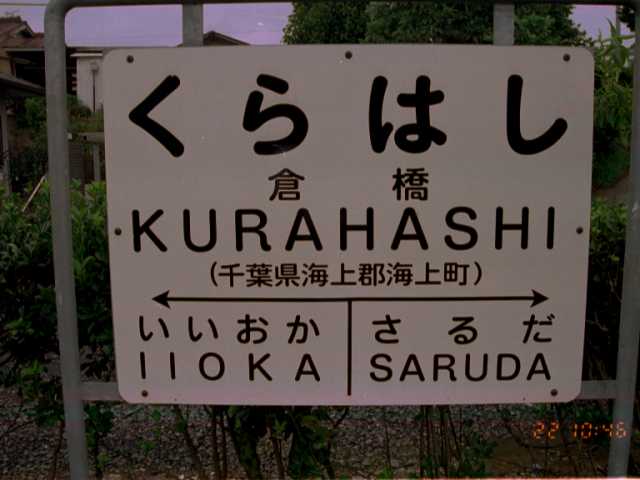 くらはし
倉橋
KURAHASHI
(千葉県海上郡海上町)
いいおか さるだ
IIOKA SARUDA
22 10:46